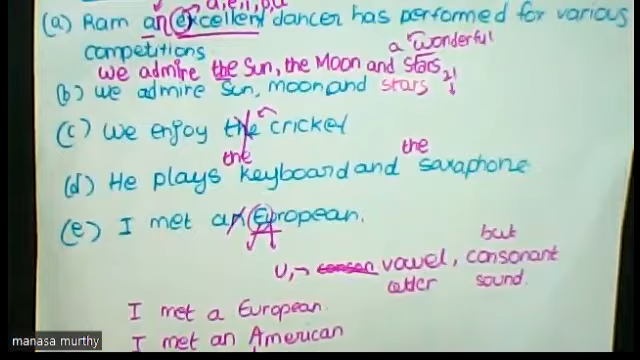 a,e,i,o,u
(a) Ram an excellent dancer has performed for various
competitions
a wonderful
we admire the Sun, the Moon and stars
(b) we admire Sun, moon and stars
(c) we enjoy the cricket
the the
(d) He plays keyboard and saxaphone
(e) I met an European.
A
but
U, → conson vowel, consonant
letter sound.
I met a European.
I met an American
manasa murthy